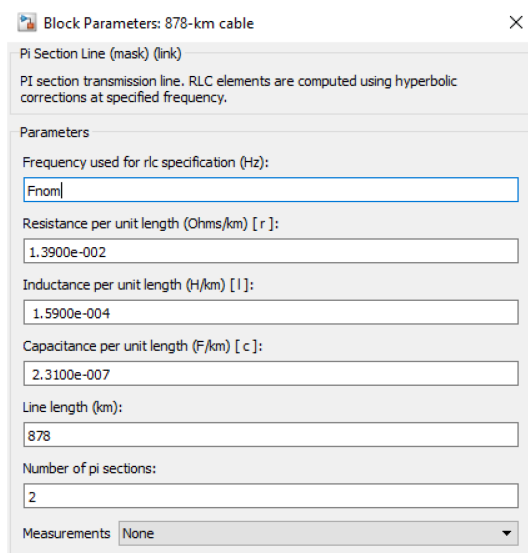 Block Parameters: 878-km cable
Pi Section Line (mask) (link)
PI section transmission line. RLC elements are computed using hyperbolic
corrections at specified frequency.
Parameters
Frequency used for rlc specification (Hz):
Fnom
Resistance per unit length (Ohms/km) [ r ]:
1.3900e-002
Inductance per unit length (H/km) [ l ]:
1.5900e-004
Capacitance per unit length (F/km) [ c ]:
2.3100e-007
Line length (km):
878
Number of pi sections:
2
Measurements None